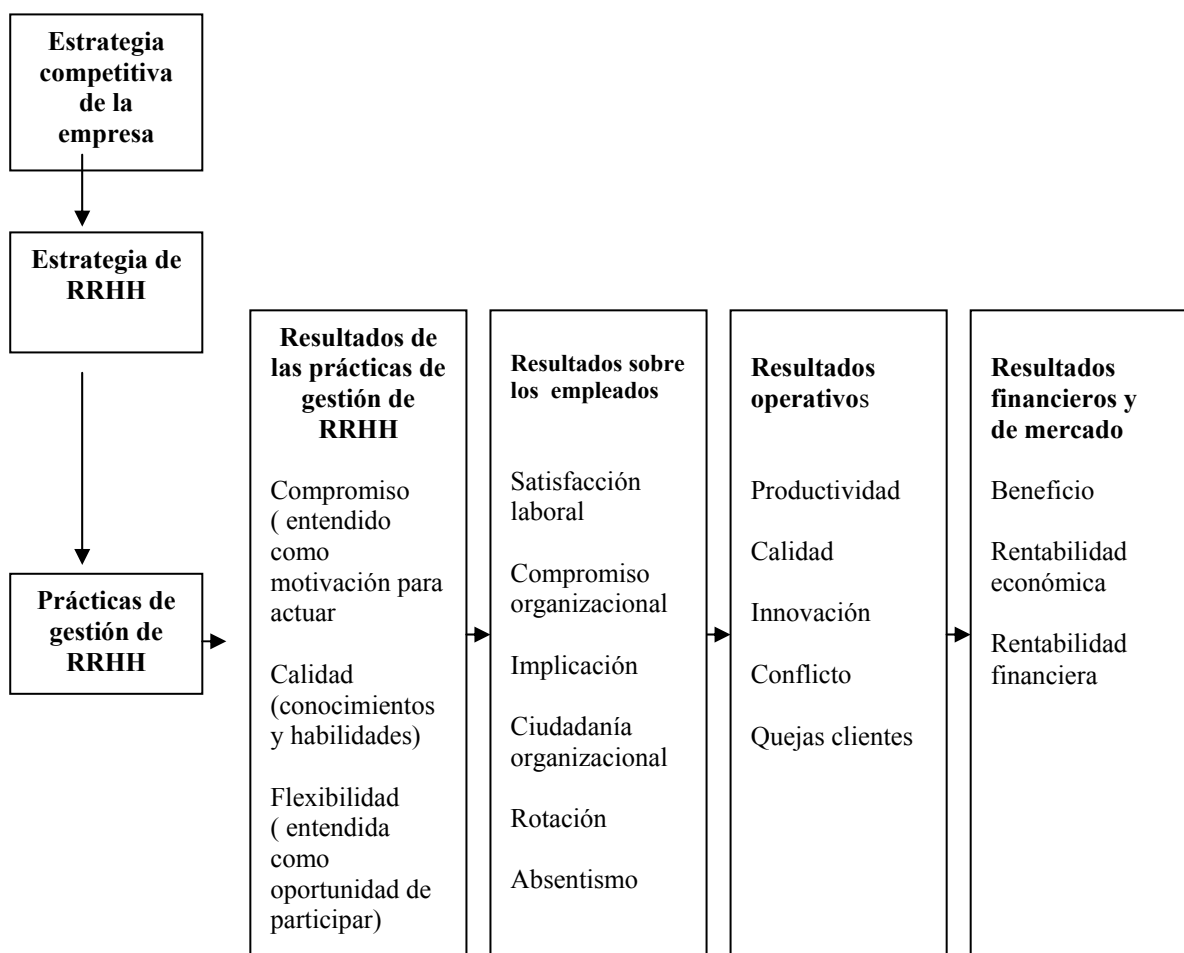 Estrategia
competitiva
de la
empresa
Estrategia de
RRHH
Prácticas de
gestión de
RRHH
Resultados de
las prácticas de
gestión de
RRHH
Compromiso
( entendido
como
motivación para
actuar
Calidad
(conocimientos
y habilidades)
Flexibilidad
( entendida
como
oportunidad de
participar)
Resultados sobre
los empleados
Satisfacción
laboral
Compromiso
organizacional
Implicación
Ciudadanía
organizacional
Rotación
Absentismo
Resultados
operativos
Productividad
Calidad
Innovación
Conflicto
Quejas clientes
Resultados
financieros y
de mercado
Beneficio
Rentabilidad
económica
Rentabilidad
financiera